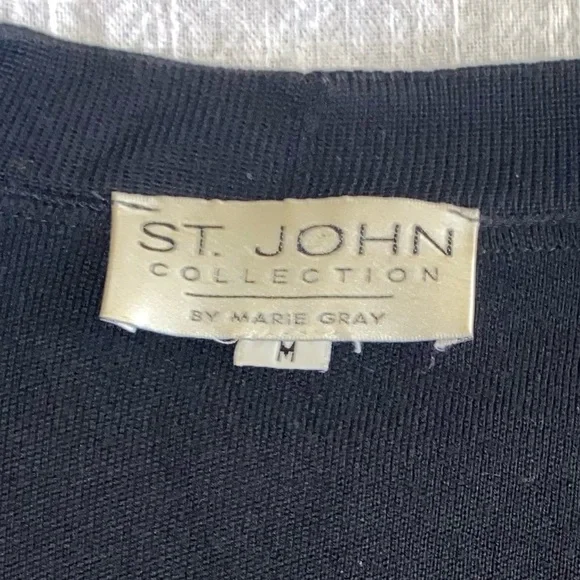 ST. JOHN
COLLECTION
BY MARIE GRAY
M